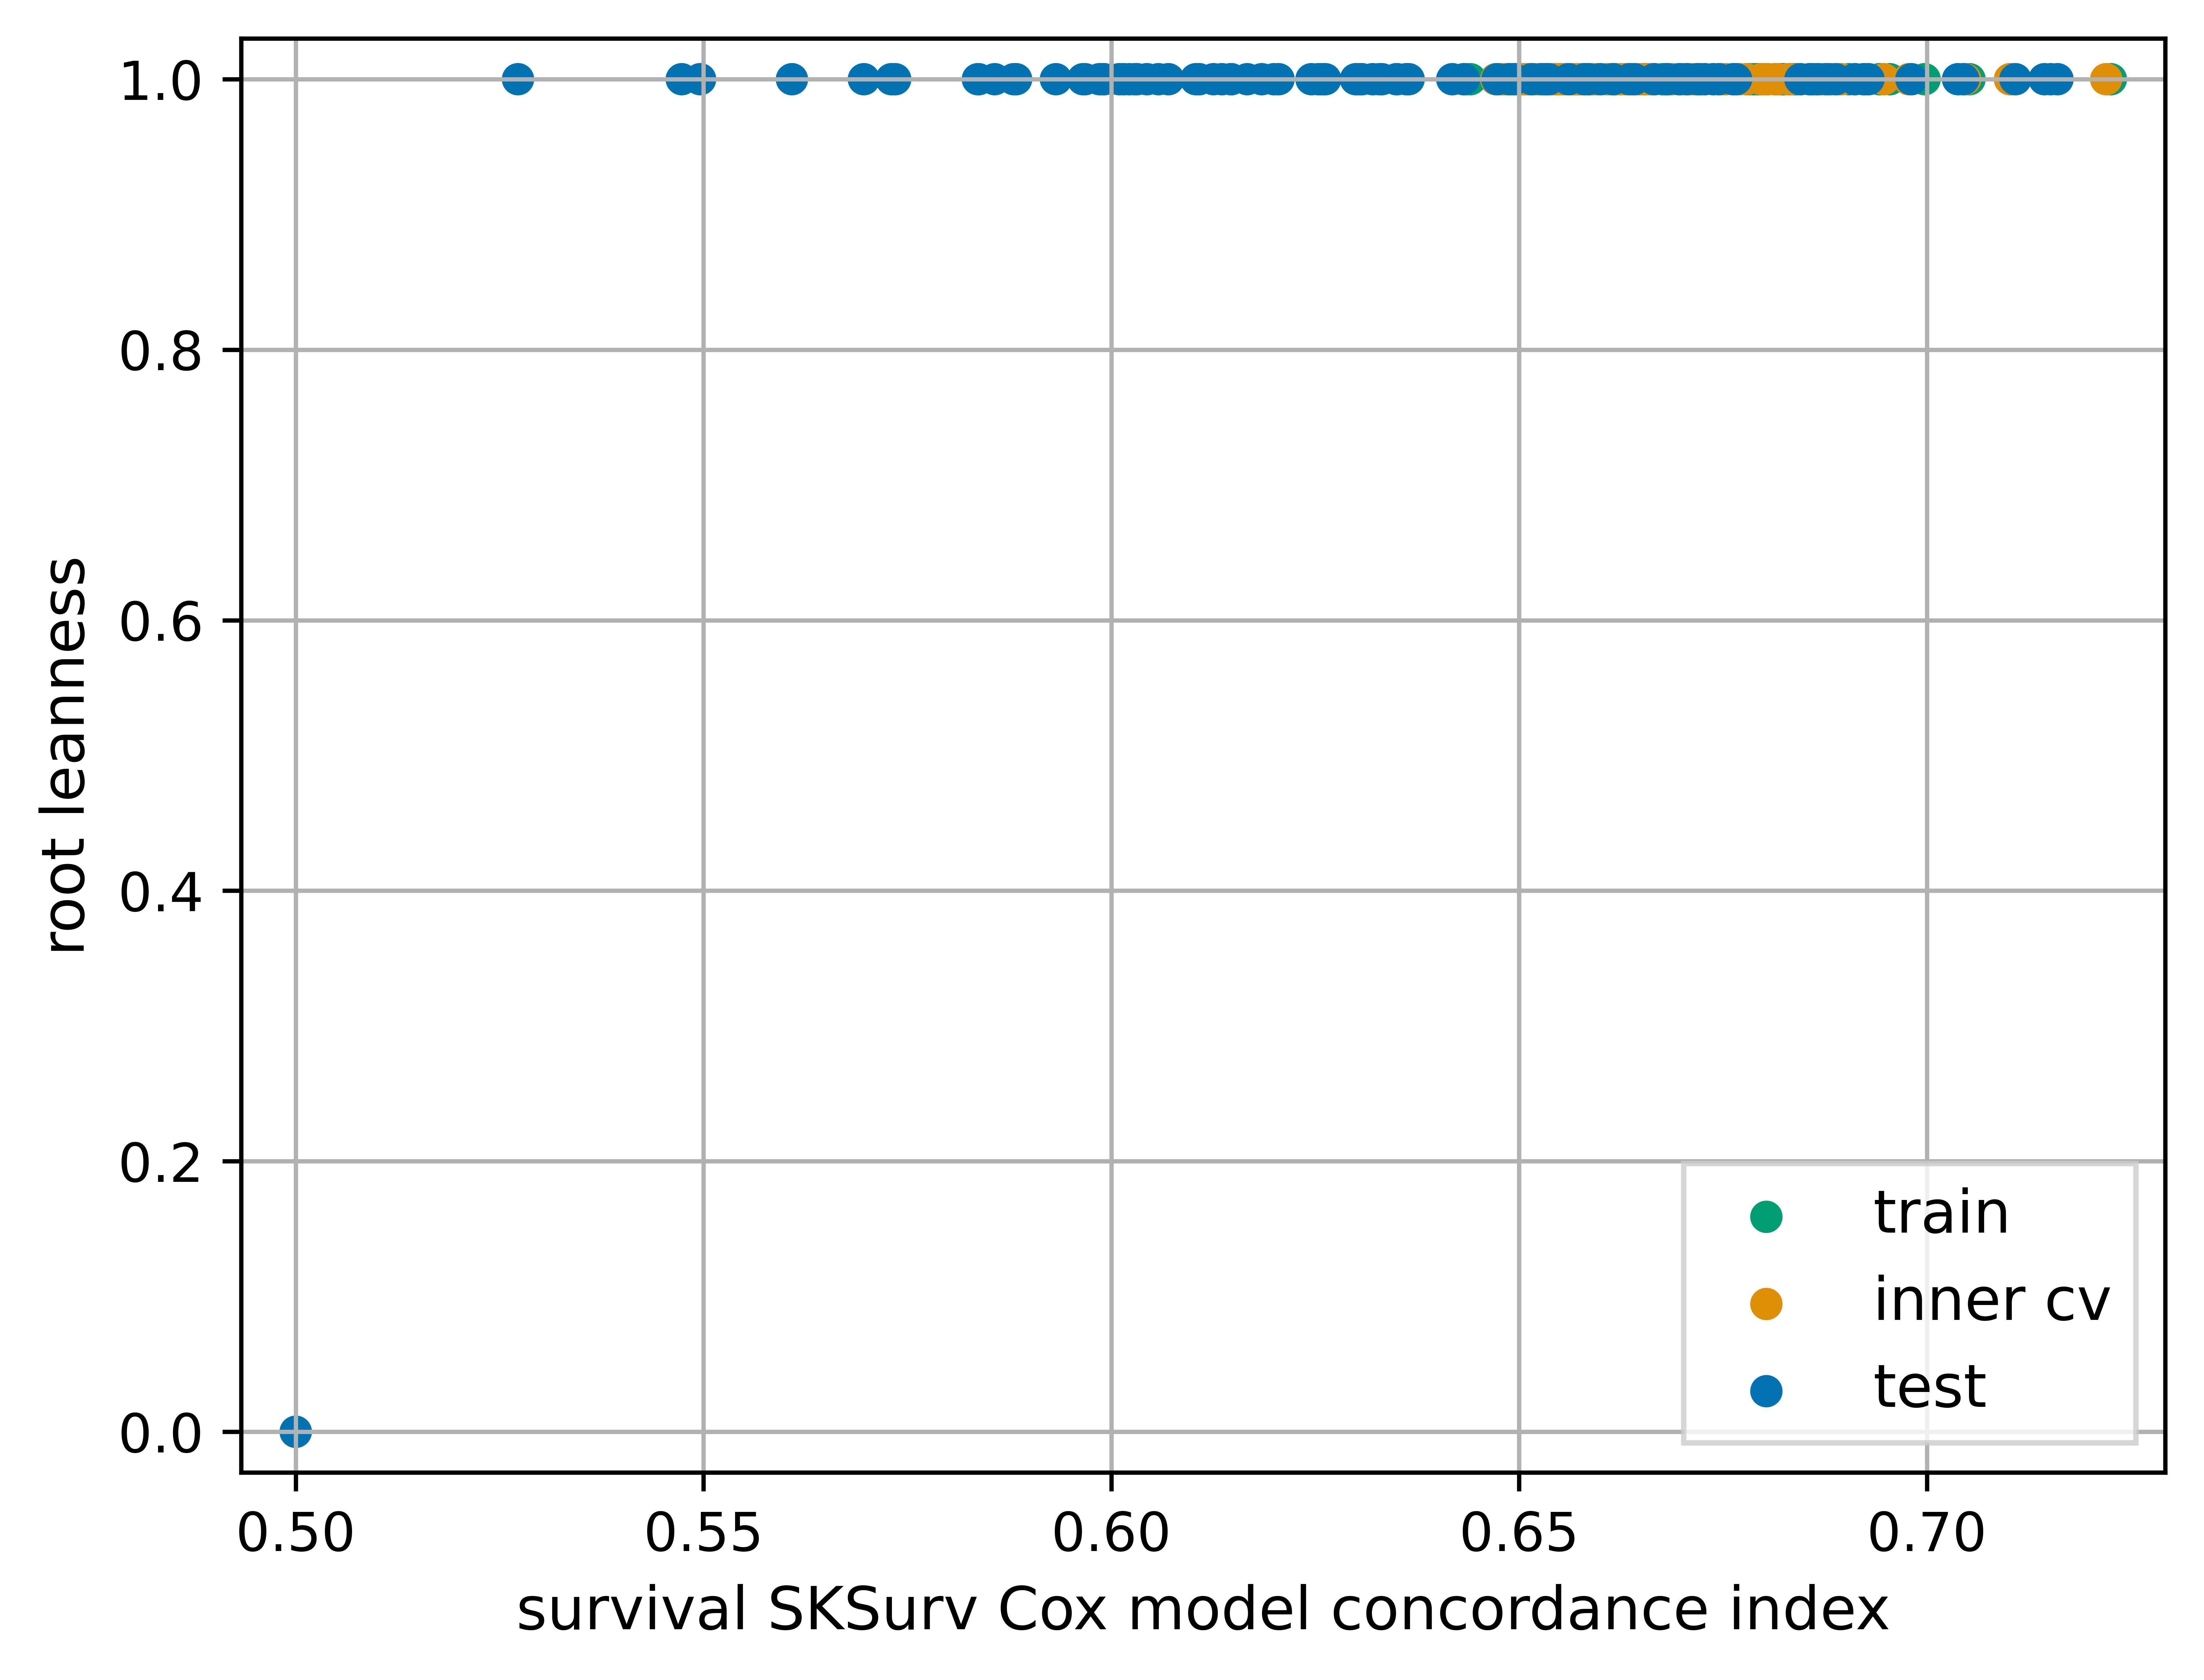 1.0
0.8
0.6
0.4
0.2
0.0
root leanness
train
inner cv
test
0.50 0.55 0.60 0.65 0.70
survival SKSurv Cox model concordance index